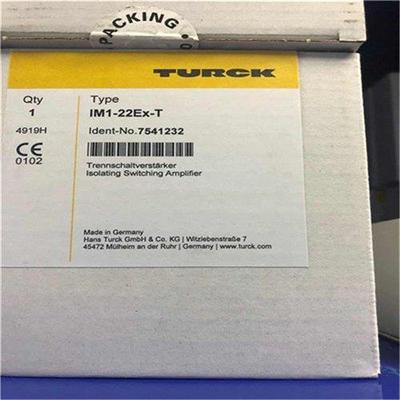 PACKING
TURCK
Qty
1
Type
IM1-22Ex-T
4919H
Ident-No.7541232
CE
0102
Trennschaltverstärker
Isolating Switching Amplifier
Made in Germany
Hans Turck GmbH & Co. KG | Witzlebenstraße 7
45472 Mülheim an der Ruhr | Germany | www.turck.com